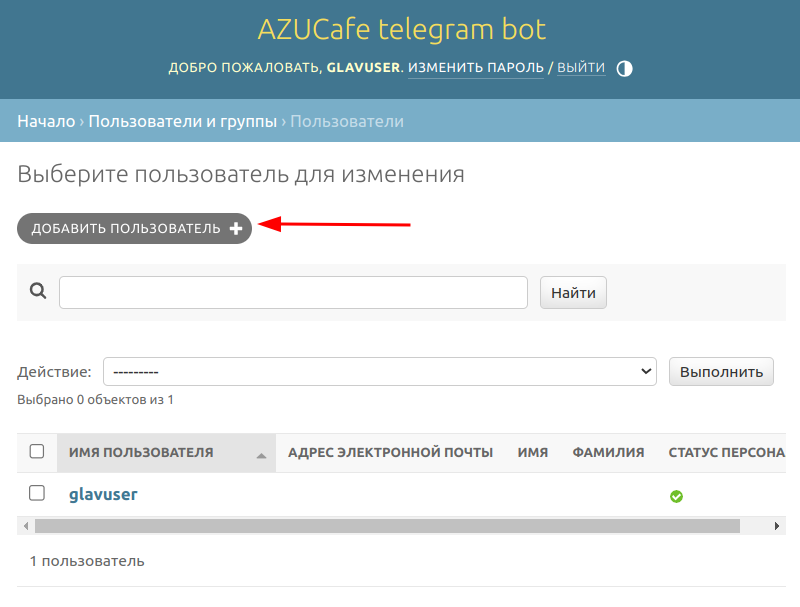 AZUCafe telegram bot
ДОБРО ПОЖАЛОВАТЬ, GLAVUSER. ИЗМЕНИТЬ ПАРОЛЬ / ВЫЙТИ
Начало › Пользователи и группы › Пользователи
Выберите пользователь для изменения
ДОБАВИТЬ ПОЛЬЗОВАТЕЛЬ +
Найти
Действие: --------- Выполнить
Выбрано 0 объектов из 1
ИМЯ ПОЛЬЗОВАТЕЛЯ АДРЕС ЭЛЕКТРОННОЙ ПОЧТЫ ИМЯ ФАМИЛИЯ СТАТУС ПЕРСОНА
glavuser
1 пользователь